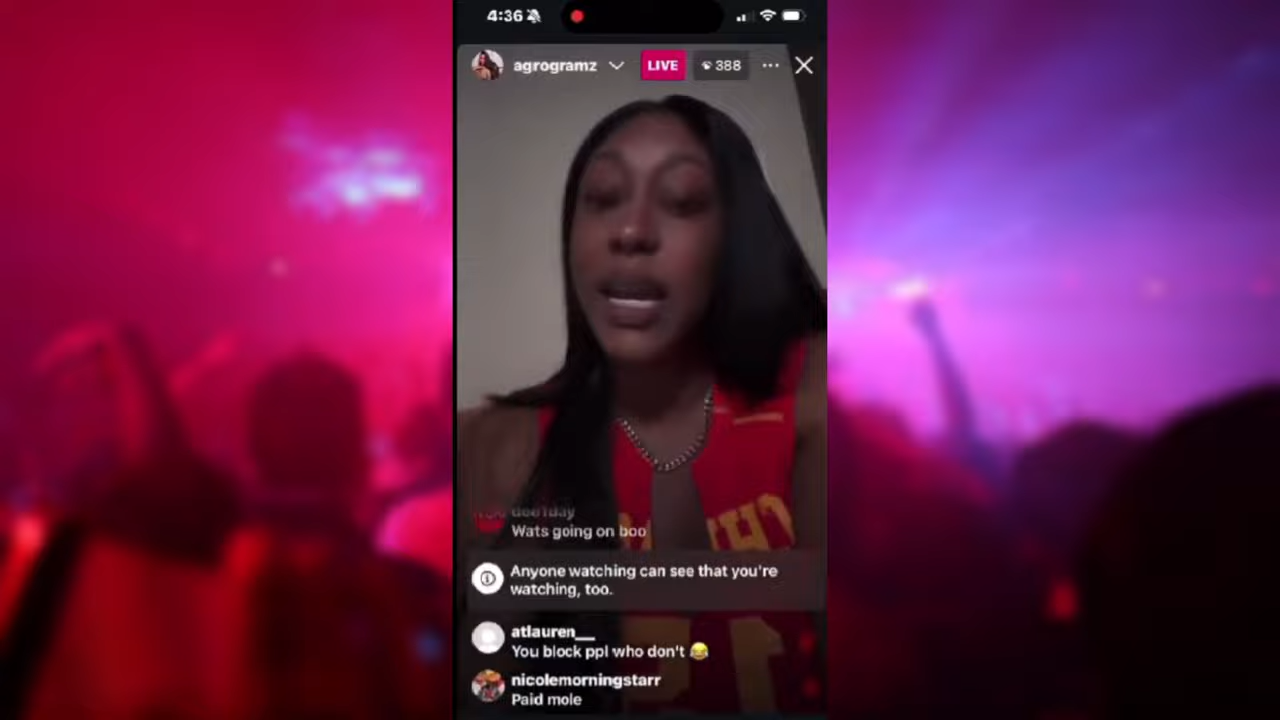 4:36
agrogramz
LIVE
388
dee1day
Wats going on boo
Anyone watching can see that you're
watching, too.
atlauren__
You block ppl who don't 😂
nicolemorningstarr
Paid mole